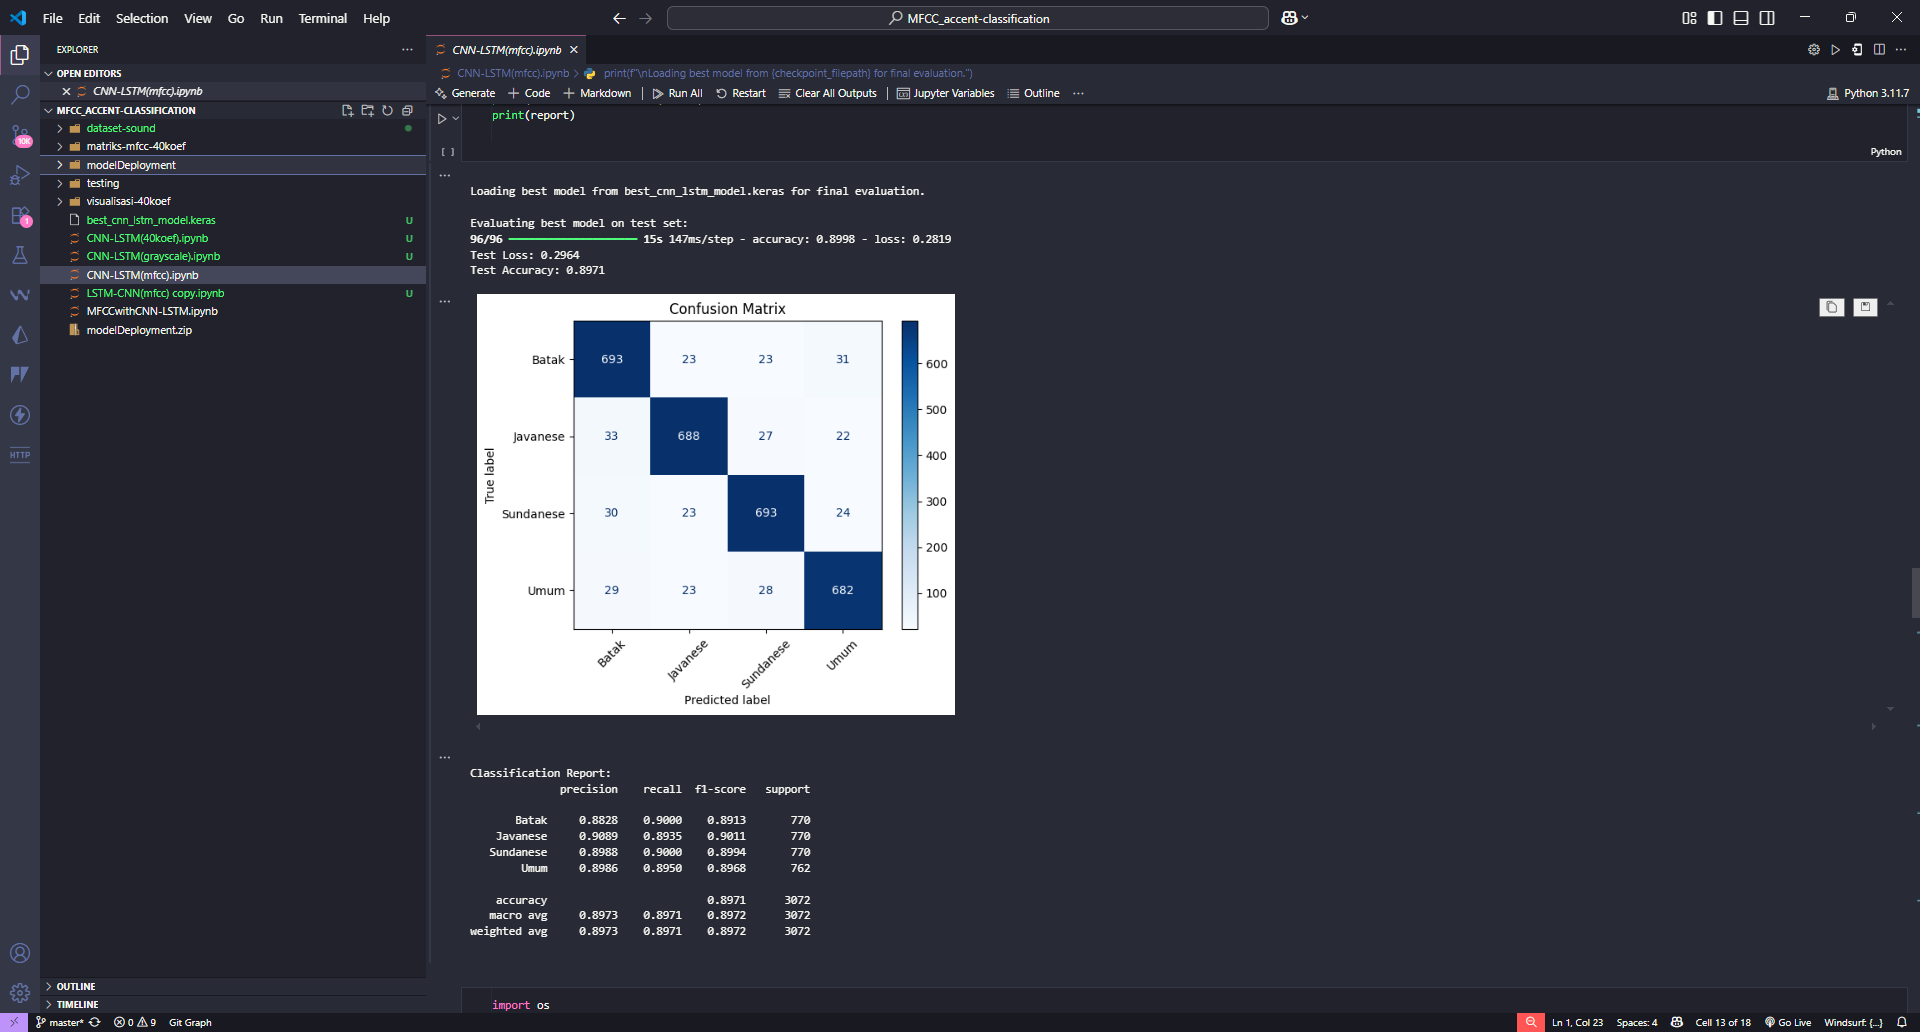 File Edit Selection View Go Run Terminal Help
MFCC_accent-classification
EXPLORER
OPEN EDITORS
CNN-LSTM(mfcc).ipynb
MFCC_ACCENT-CLASSIFICATION
dataset-sound
matriks-mfcc-40koef
modelDeployment
testing
visualisasi-40koef
best_cnn_lstm_model.keras U
CNN-LSTM(40koef).ipynb U
CNN-LSTM(grayscale).ipynb U
CNN-LSTM(mfcc).ipynb
LSTM-CNN(mfcc) copy.ipynb U
MFCCwithCNN-LSTM.ipynb
modelDeployment.zip
OUTLINE
TIMELINE
10K
1
HTTP
CNN-LSTM(mfcc).ipynb
CNN-LSTM(mfcc).ipynb > print(f"\nLoading best model from {checkpoint_filepath} for final evaluation.")
Generate + Code + Markdown | Run All Restart Clear All Outputs | Jupyter Variables Outline ...
Python 3.11.7
print(report)
[ ]
Python
Loading best model from best_cnn_lstm_model.keras for final evaluation.
Evaluating best model on test set:
96/96 15s 147ms/step - accuracy: 0.8998 - loss: 0.2819
Test Loss: 0.2964
Test Accuracy: 0.8971
Confusion Matrix
True label
Batak 693 23 23 31
Javanese 33 688 27 22
Sundanese 30 23 693 24
Umum 29 23 28 682
Batak Javanese Sundanese Umum
Predicted label
600
500
400
300
200
100
Classification Report:
precision recall f1-score support
Batak 0.8828 0.9000 0.8913 770
Javanese 0.9089 0.8935 0.9011 770
Sundanese 0.8988 0.9000 0.8994 770
Umum 0.8986 0.8950 0.8968 762
accuracy 0.8971 3072
macro avg 0.8973 0.8971 0.8972 3072
weighted avg 0.8973 0.8971 0.8972 3072
import os
master* 0 9 Git Graph
Ln 1, Col 23 Spaces: 4 Cell 13 of 18 Go Live Windsurf: {...}